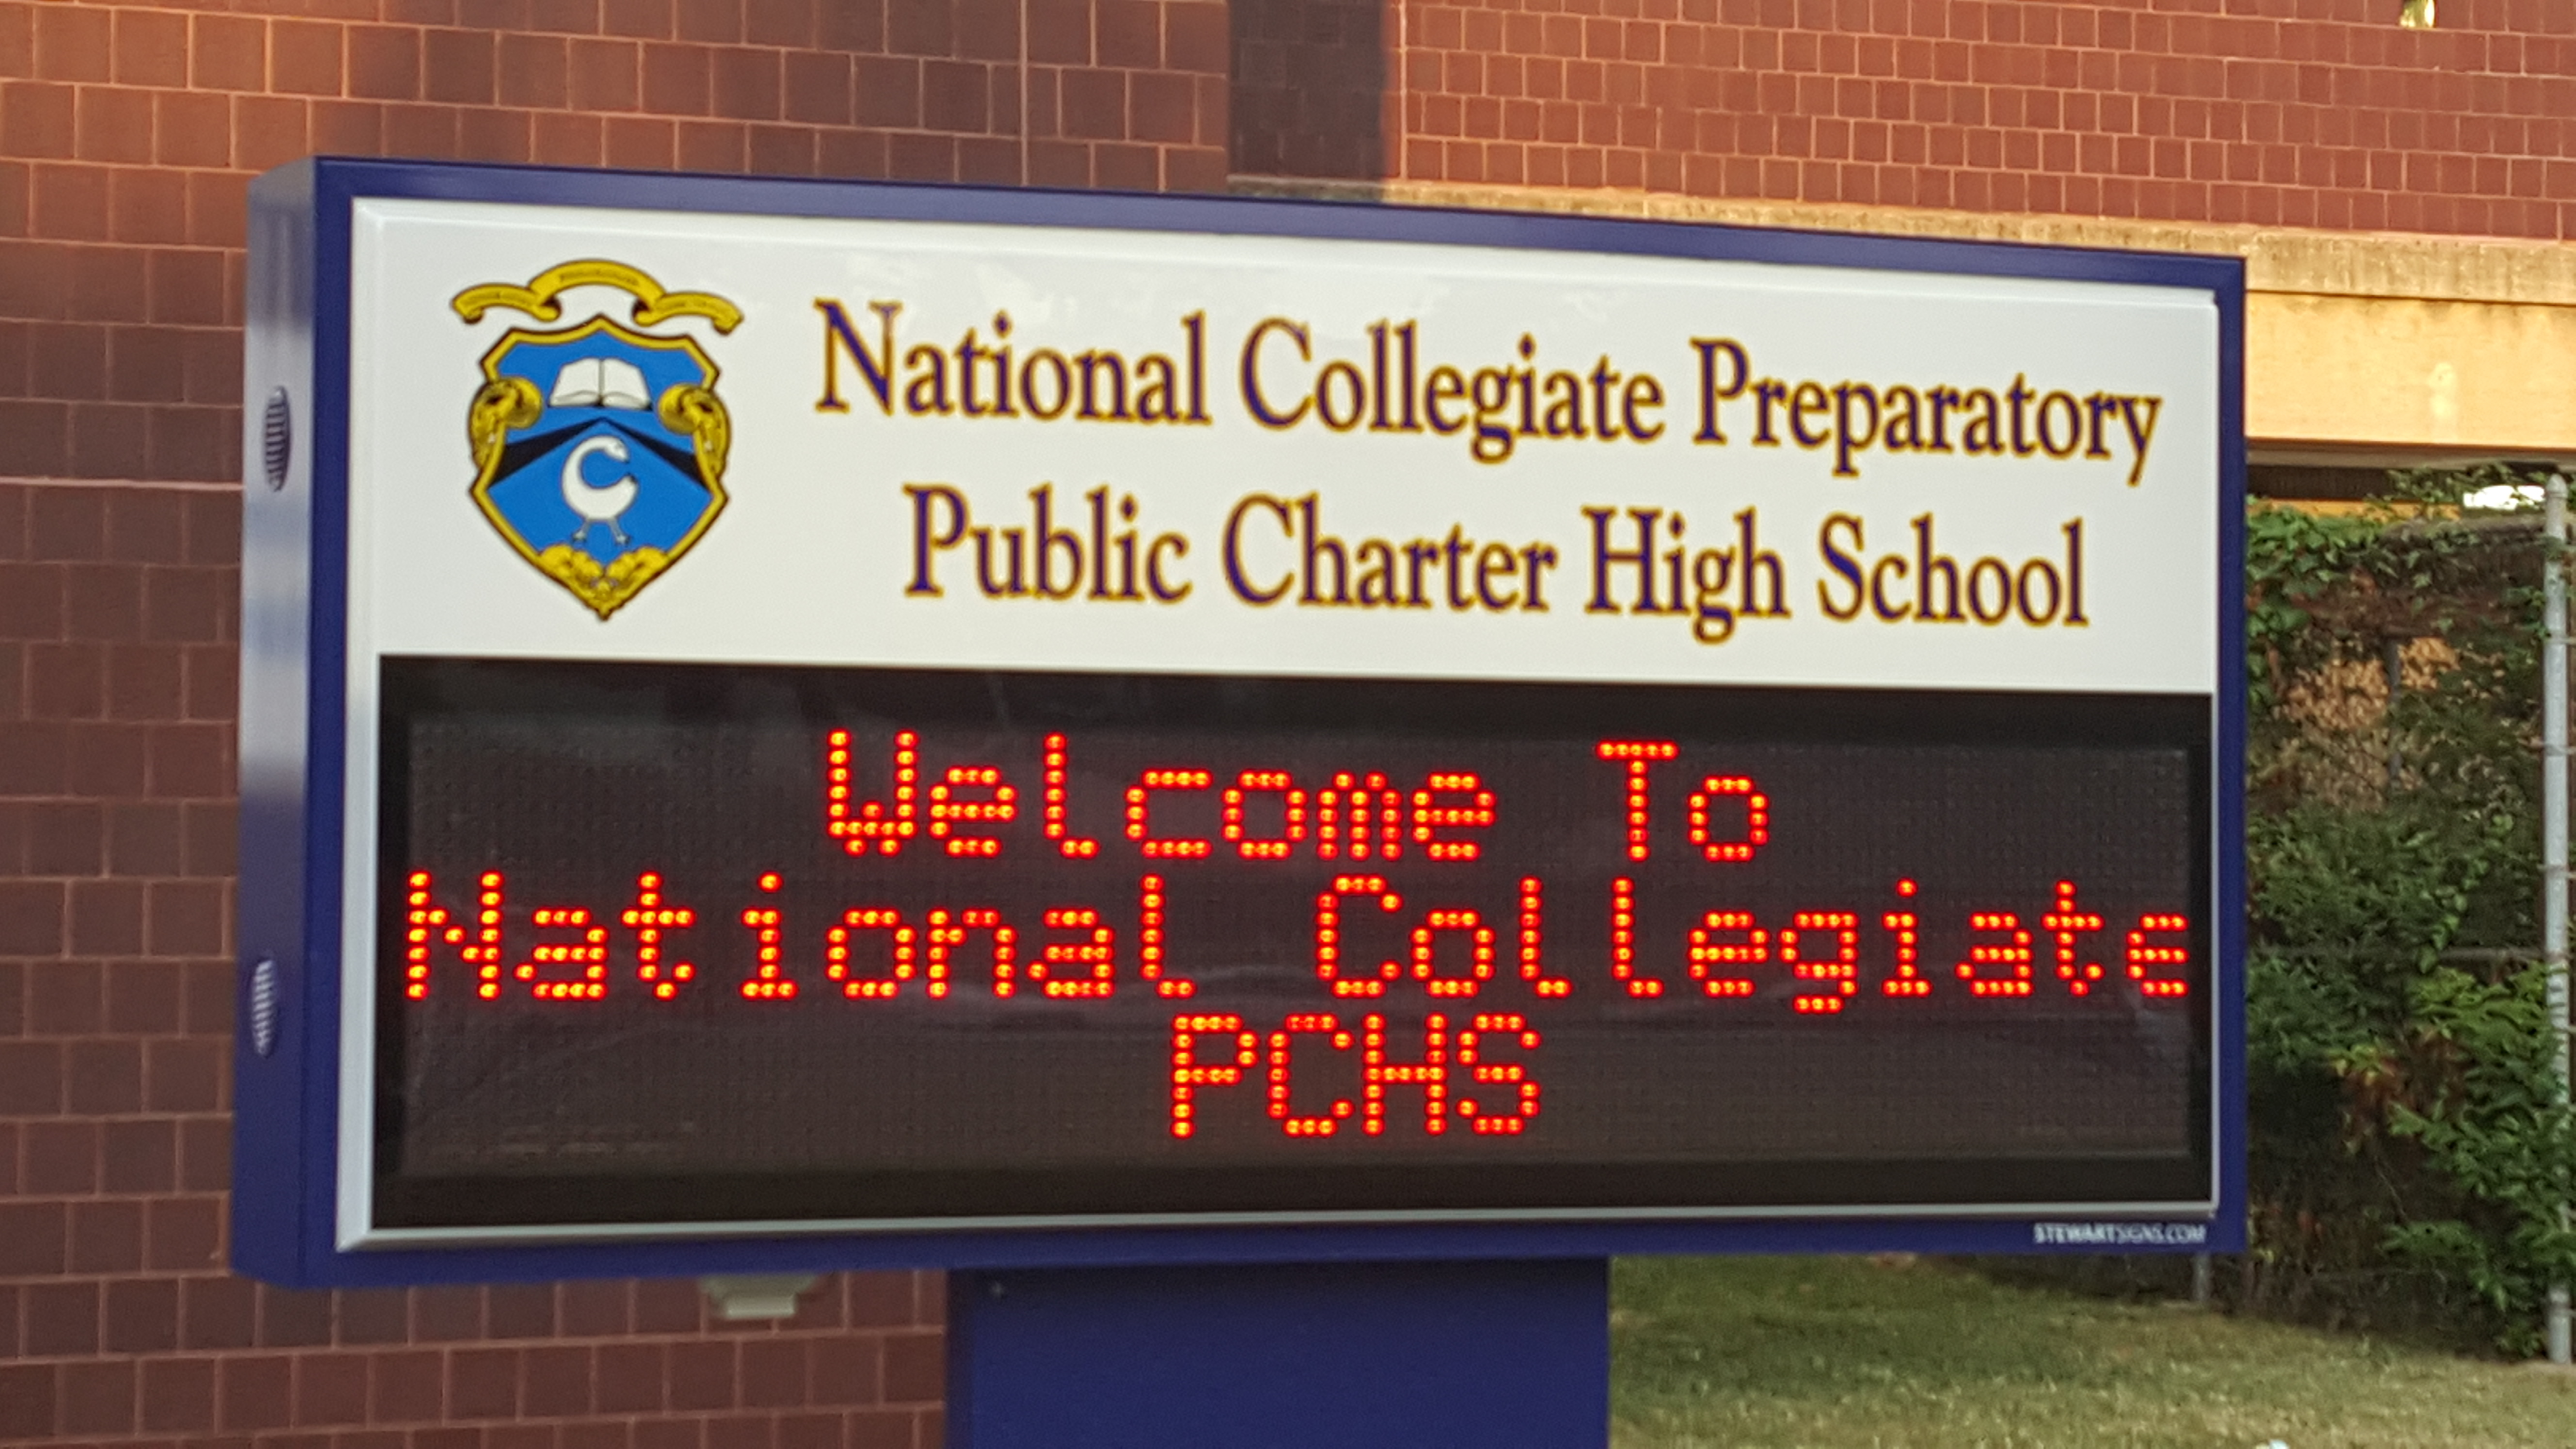 National Collegiate Preparatory
Public Charter High School
Welcome To
National Collegiate
PCHS
STEWARTSIGNS.COM